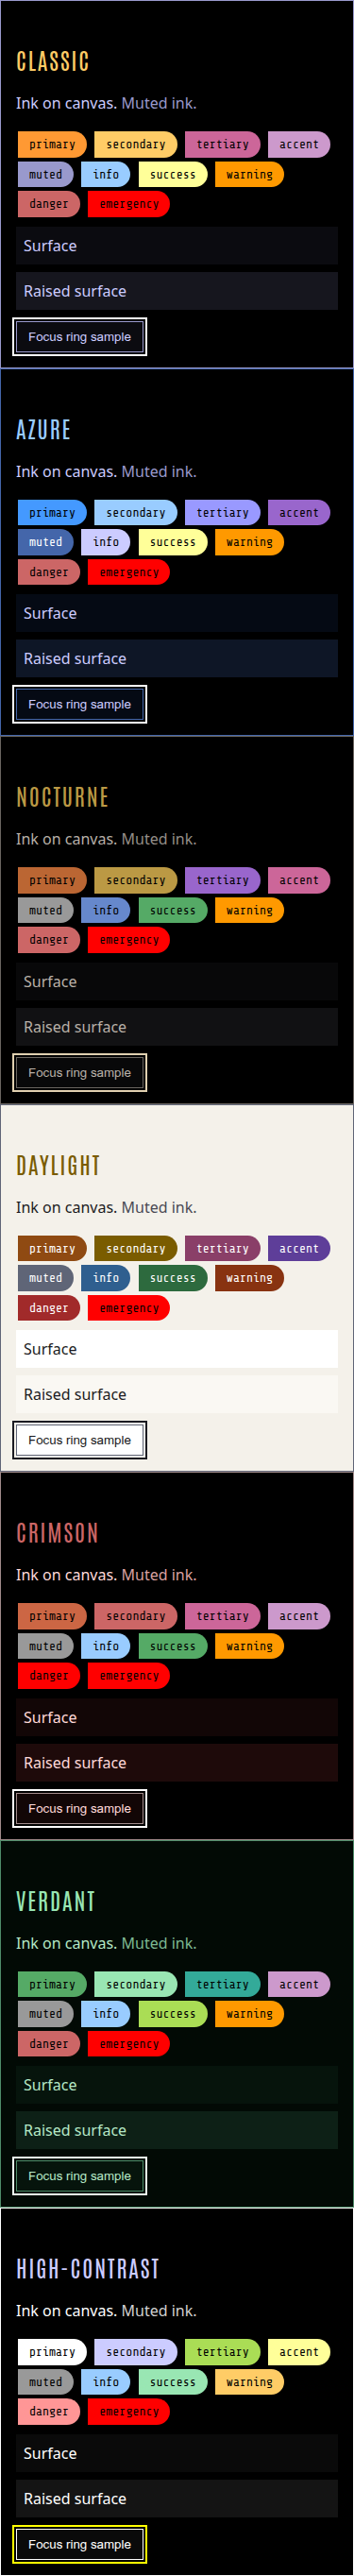 CLASSIC
Ink on canvas. Muted ink.
primary secondary tertiary accent
muted info success warning
danger emergency
Surface
Raised surface
Focus ring sample
AZURE
Ink on canvas. Muted ink.
primary secondary tertiary accent
muted info success warning
danger emergency
Surface
Raised surface
Focus ring sample
NOCTURNE
Ink on canvas. Muted ink.
primary secondary tertiary accent
muted info success warning
danger emergency
Surface
Raised surface
Focus ring sample
DAYLIGHT
Ink on canvas. Muted ink.
primary secondary tertiary accent
muted info success warning
danger emergency
Surface
Raised surface
Focus ring sample
CRIMSON
Ink on canvas. Muted ink.
primary secondary tertiary accent
muted info success warning
danger emergency
Surface
Raised surface
Focus ring sample
VERDANT
Ink on canvas. Muted ink.
primary secondary tertiary accent
muted info success warning
danger emergency
Surface
Raised surface
Focus ring sample
HIGH-CONTRAST
Ink on canvas. Muted ink.
primary secondary tertiary accent
muted info success warning
danger emergency
Surface
Raised surface
Focus ring sample